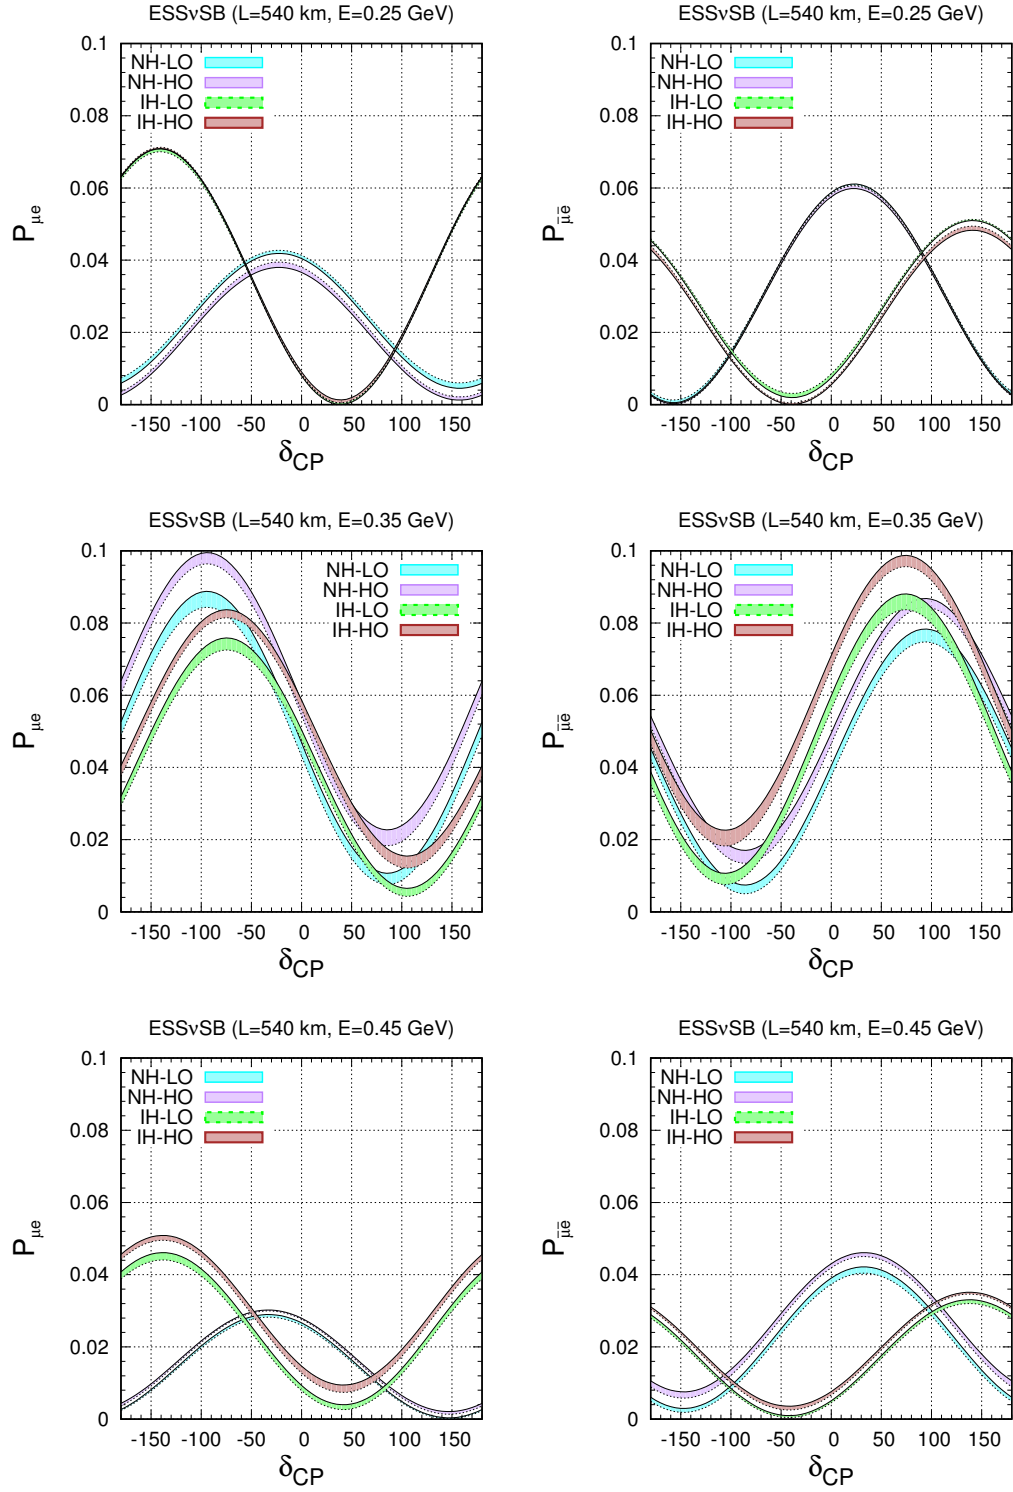 ESSνSB (L=540 km, E=0.25 GeV)
NH-LO
NH-HO
IH-LO
IH-HO
0.1
0.08
0.06
0.04
0.02
0
Pμe
-150 -100 -50 0 50 100 150
δCP
ESSνSB (L=540 km, E=0.25 GeV)
NH-LO
NH-HO
IH-LO
IH-HO
0.1
0.08
0.06
0.04
0.02
0
Pμ̄ē
-150 -100 -50 0 50 100 150
δCP
ESSνSB (L=540 km, E=0.35 GeV)
NH-LO
NH-HO
IH-LO
IH-HO
0.1
0.08
0.06
0.04
0.02
0
Pμe
-150 -100 -50 0 50 100 150
δCP
ESSνSB (L=540 km, E=0.35 GeV)
NH-LO
NH-HO
IH-LO
IH-HO
0.1
0.08
0.06
0.04
0.02
0
Pμ̄ē
-150 -100 -50 0 50 100 150
δCP
ESSνSB (L=540 km, E=0.45 GeV)
NH-LO
NH-HO
IH-LO
IH-HO
0.1
0.08
0.06
0.04
0.02
0
Pμe
-150 -100 -50 0 50 100 150
δCP
ESSνSB (L=540 km, E=0.45 GeV)
NH-LO
NH-HO
IH-LO
IH-HO
0.1
0.08
0.06
0.04
0.02
0
Pμ̄ē
-150 -100 -50 0 50 100 150
δCP